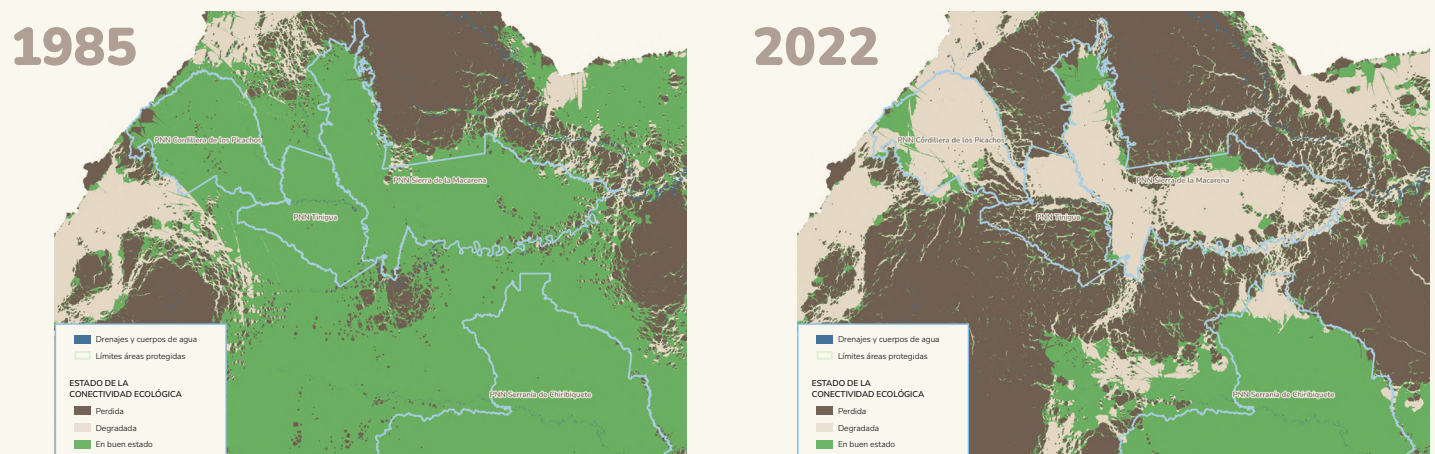 1985
PNN Cordillera de los Picachos
PNN Sierra de la Macarena
PNN Tinigua
PNN Serranía de Chiribiquete
Drenajes y cuerpos de agua
Límites áreas protegidas
ESTADO DE LA
CONECTIVIDAD ECOLÓGICA
Perdida
Degradada
En buen estado
2022
PNN Cordillera de los Picachos
PNN Sierra de la Macarena
PNN Tinigua
PNN Serranía de Chiribiquete
Drenajes y cuerpos de agua
Límites áreas protegidas
ESTADO DE LA
CONECTIVIDAD ECOLÓGICA
Perdida
Degradada
En buen estado